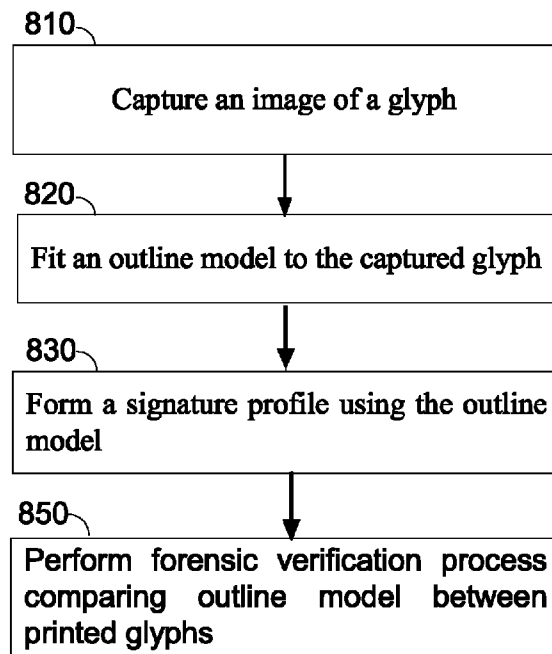 810
Capture an image of a glyph
820
Fit an outline model to the captured glyph
830
Form a signature profile using the outline
model
850
Perform forensic verification process
comparing outline model between
printed glyphs